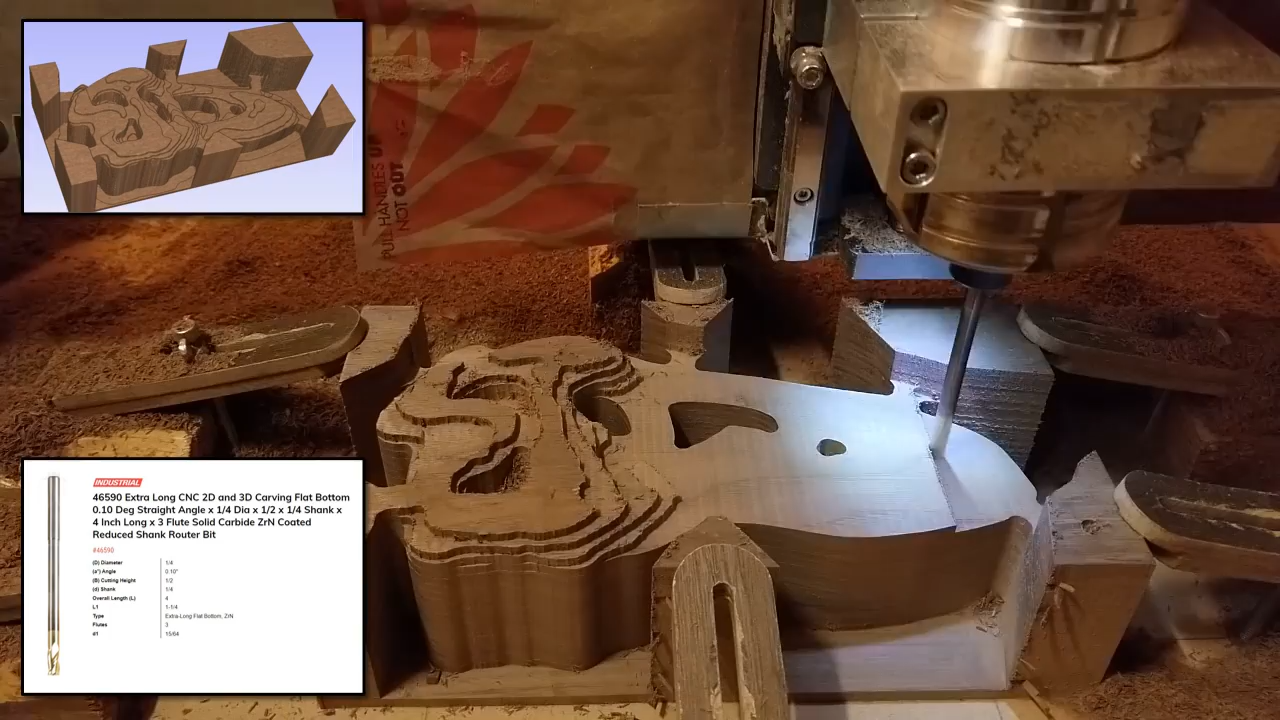 PULL HANDLES UP
NOT OUT
INDUSTRIAL
46590 Extra Long CNC 2D and 3D Carving Flat Bottom
0.10 Deg Straight Angle x 1/4 Dia x 1/2 x 1/4 Shank x
4 Inch Long x 3 Flute Solid Carbide ZrN Coated
Reduced Shank Router Bit
#46590
(D) Diameter 1/4
(a°) Angle 0.10°
(B) Cutting Height 1/2
(d) Shank 1/4
Overall Length (L) 4
L1 1-1/4
Type Extra-Long Flat Bottom, ZrN
Flutes 3
d1 15/64